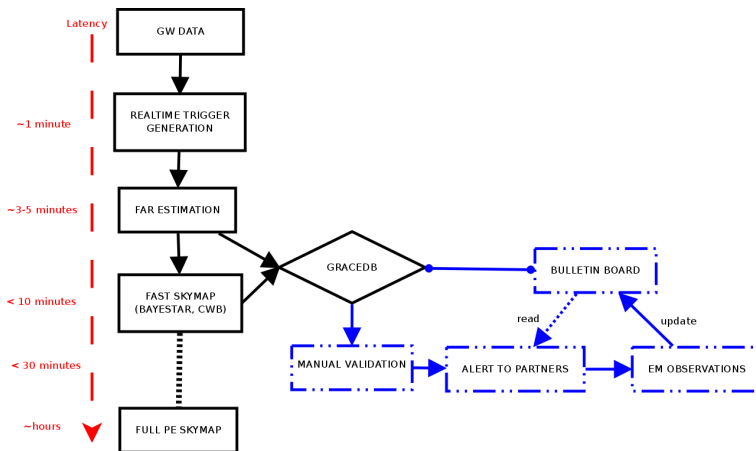 Latency
GW DATA
~1 minute
REALTIME TRIGGER
GENERATION
~3-5 minutes
FAR ESTIMATION
GRACEDB
BULLETIN BOARD
< 10 minutes
FAST SKYMAP
(BAYESTAR, CWB)
read
update
< 30 minutes
MANUAL VALIDATION
ALERT TO PARTNERS
EM OBSERVATIONS
~hours
FULL PE SKYMAP